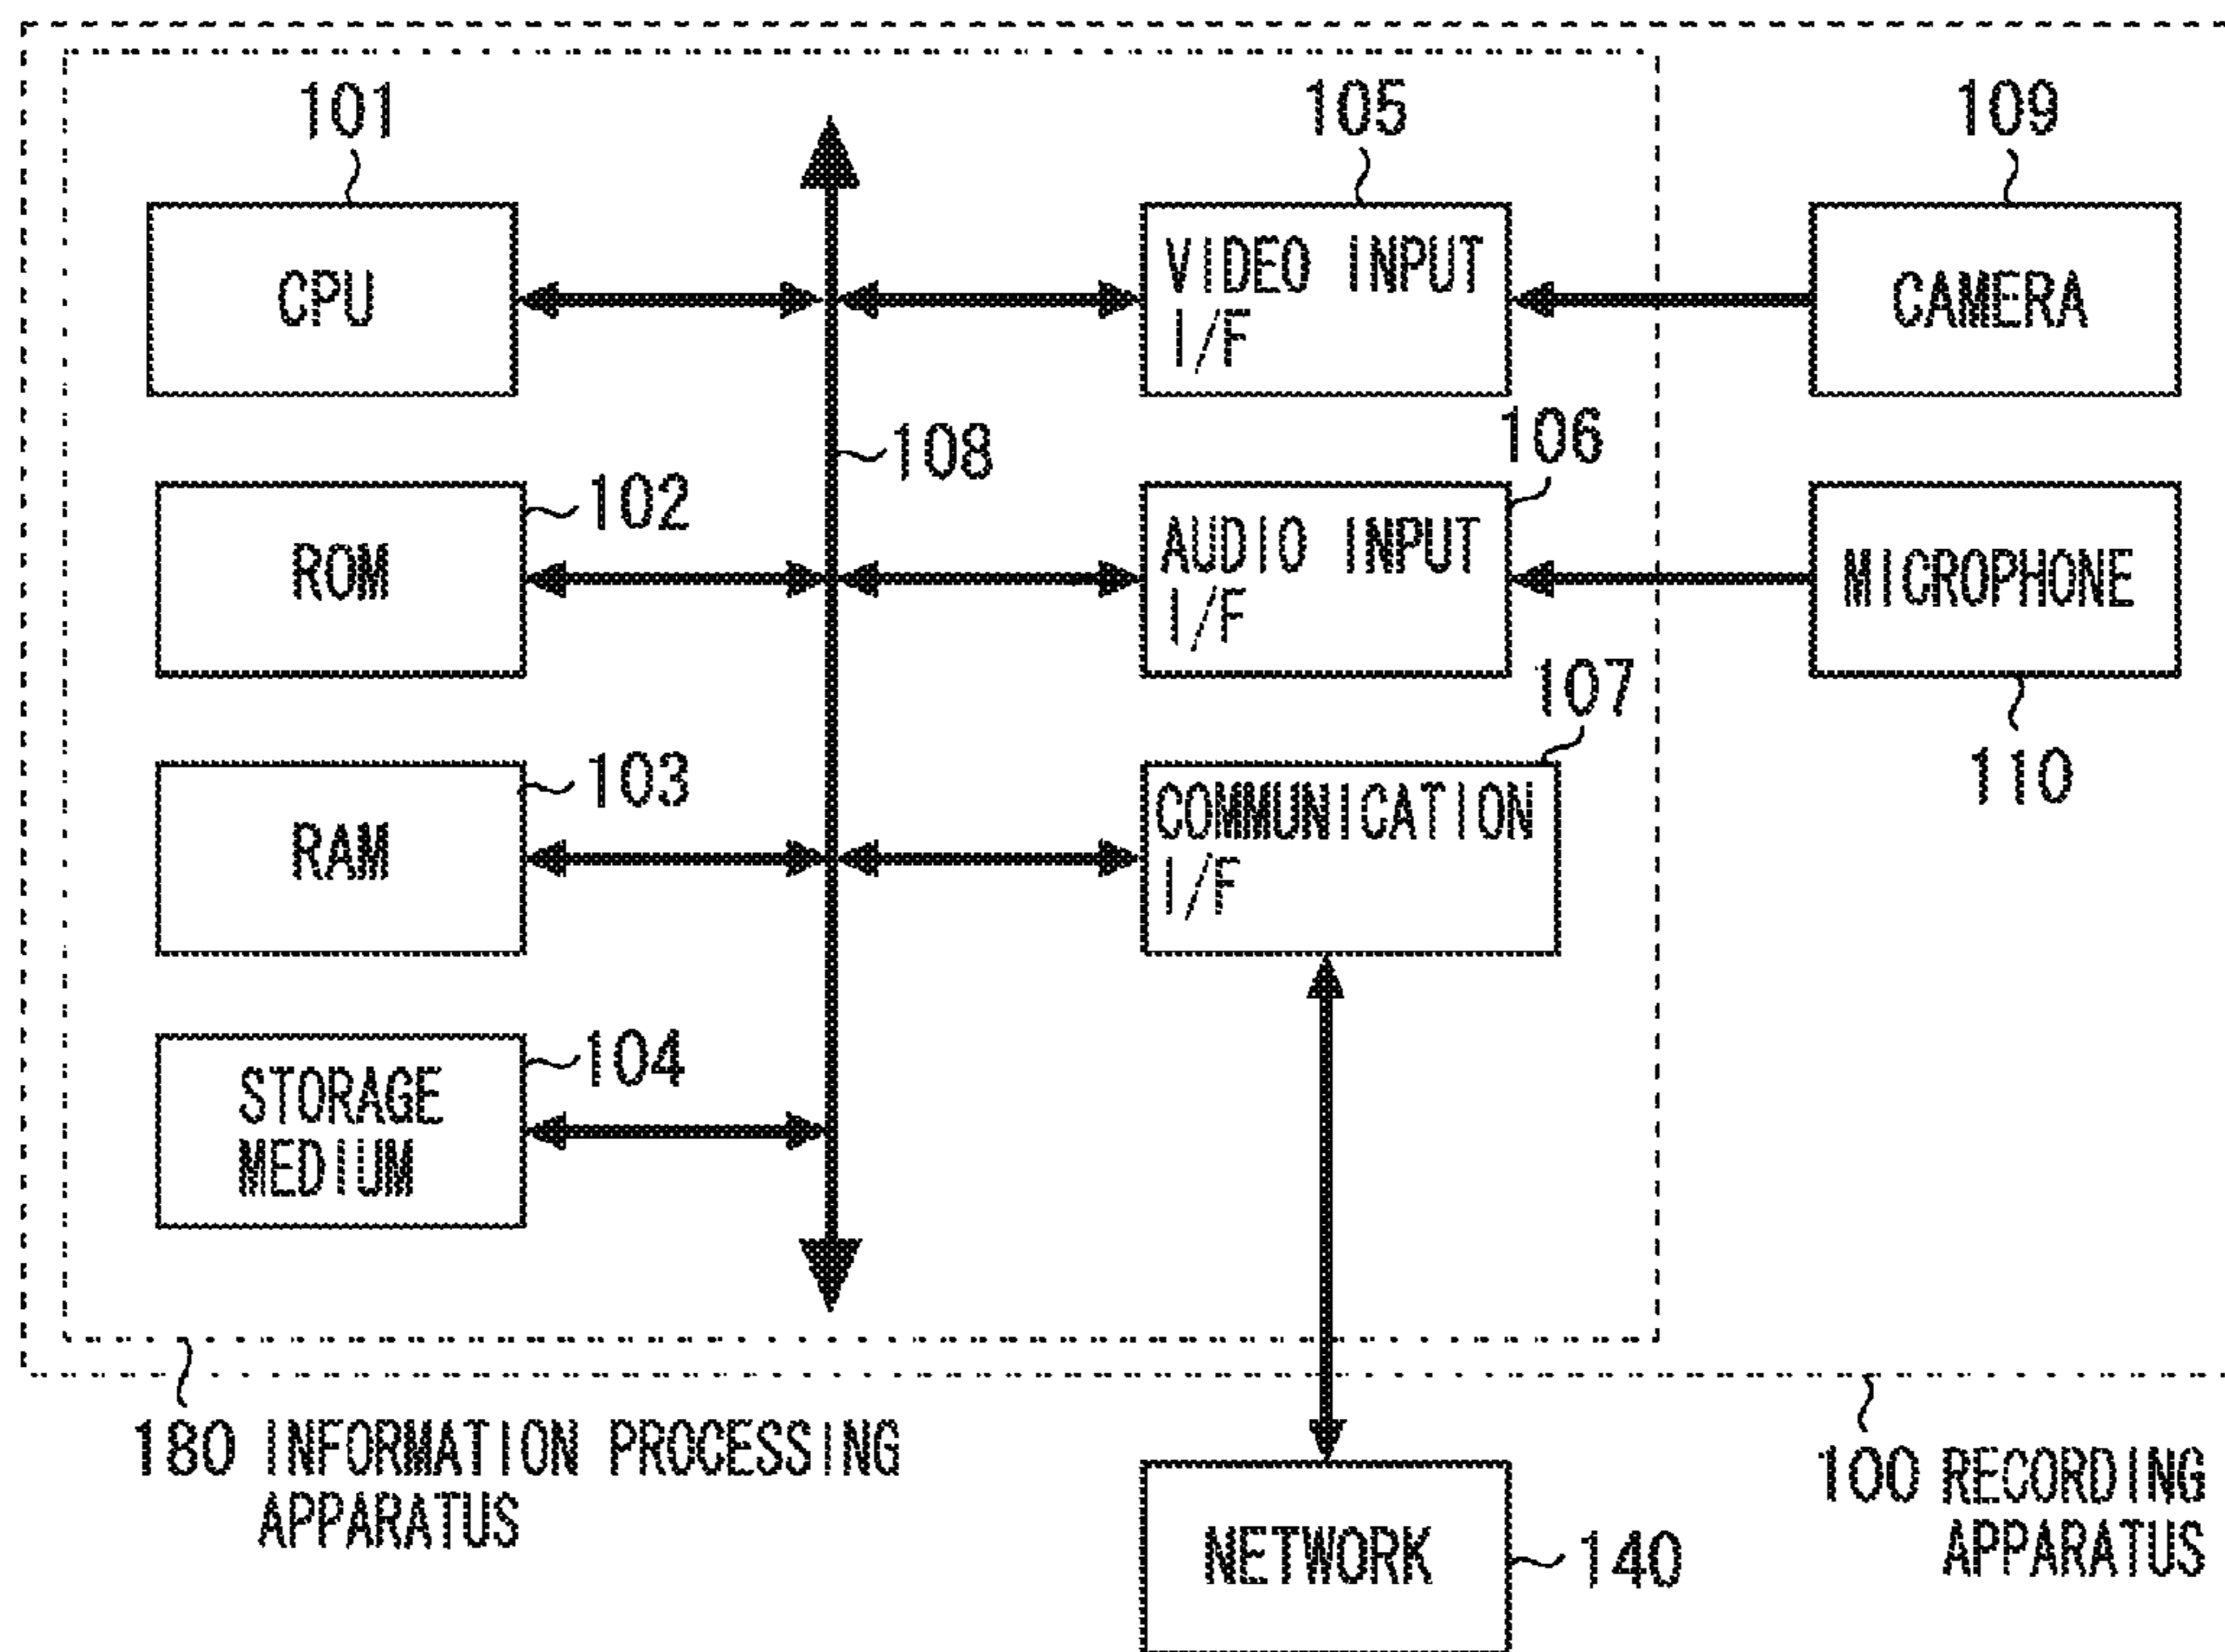 101
105
109
CPU
VIDEO INPUT
I/F
CAMERA
108
106
102
ROM
AUDIO INPUT
I/F
MICROPHONE
107
103
110
RAM
COMMUNICATION
I/F
104
STORAGE
MEDIUM
180 INFORMATION PROCESSING
APPARATUS
100 RECORDING
APPARATUS
NETWORK
140